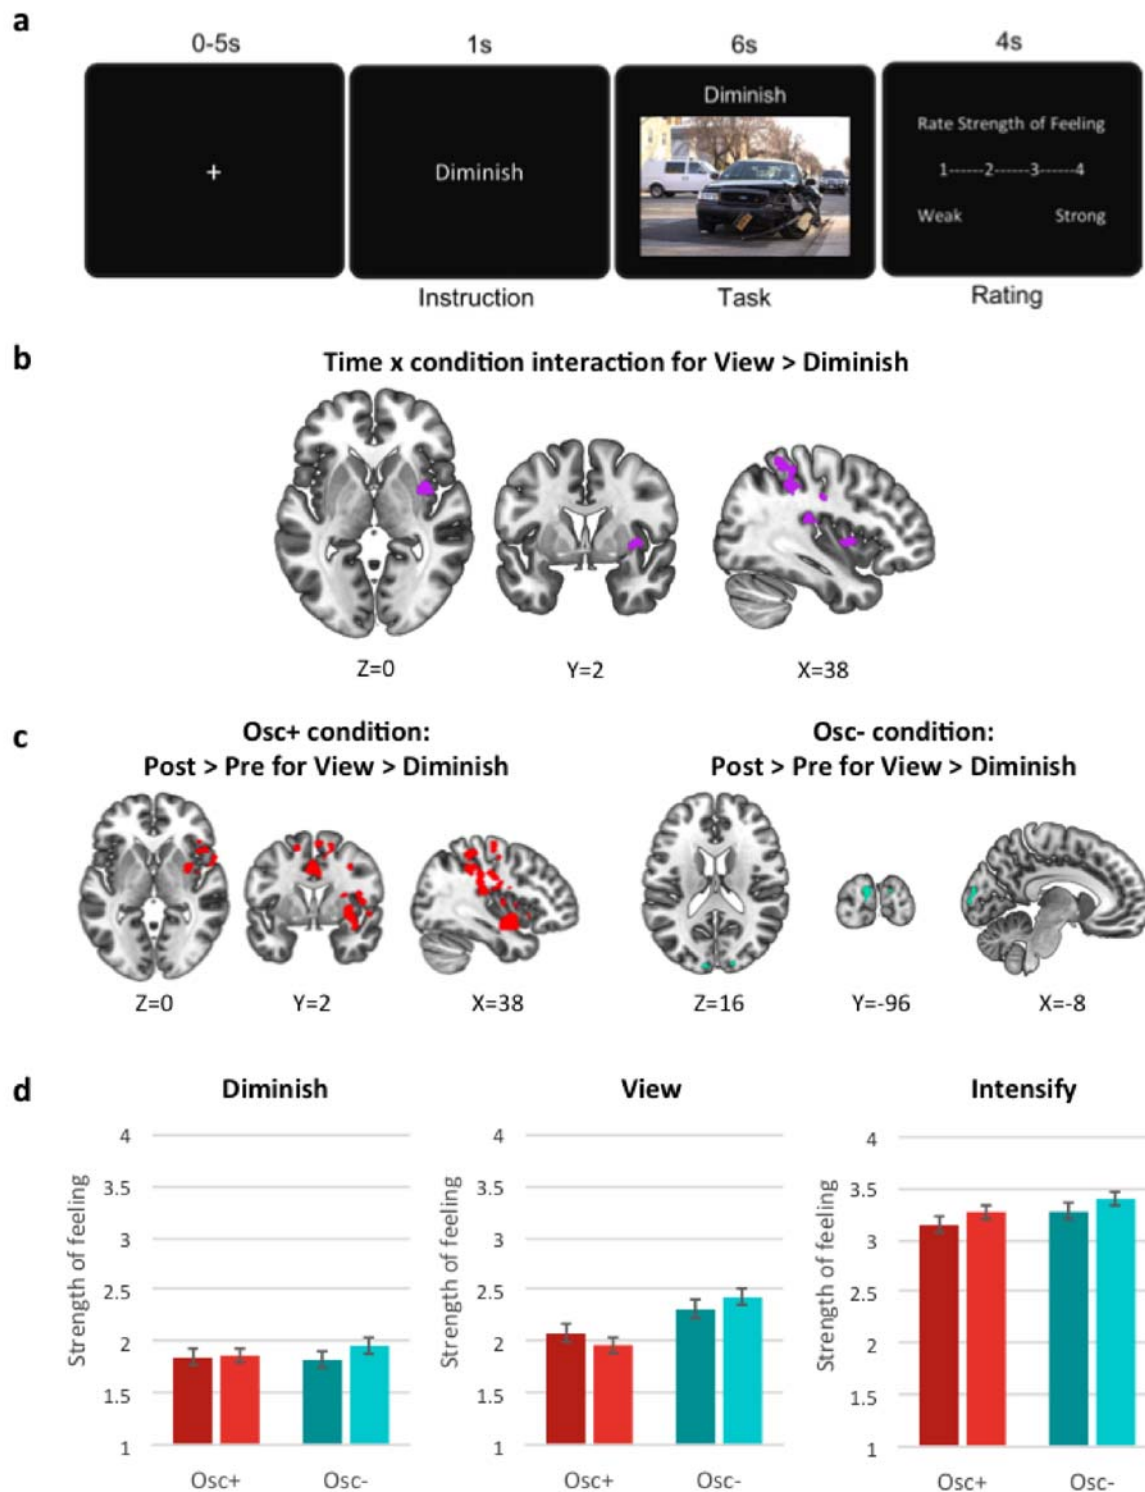 a
0-5s 1s 6s 4s
+
Diminish
Diminish
Rate Strength of Feeling
1------2------3------4
Weak Strong
Instruction Task Rating
b
Time x condition interaction for View > Diminish
Z=0 Y=2 X=38
c
Osc+ condition:
Post > Pre for View > Diminish
Osc- condition:
Post > Pre for View > Diminish
Z=0 Y=2 X=38 Z=16 Y=-96 X=-8
d
Diminish
Strength of feeling
4
3.5
3
2.5
2
1.5
1
Osc+ Osc-
View
Strength of feeling
4
3.5
3
2.5
2
1.5
1
Osc+ Osc-
Intensify
Strength of feeling
4
3.5
3
2.5
2
1.5
1
Osc+ Osc-